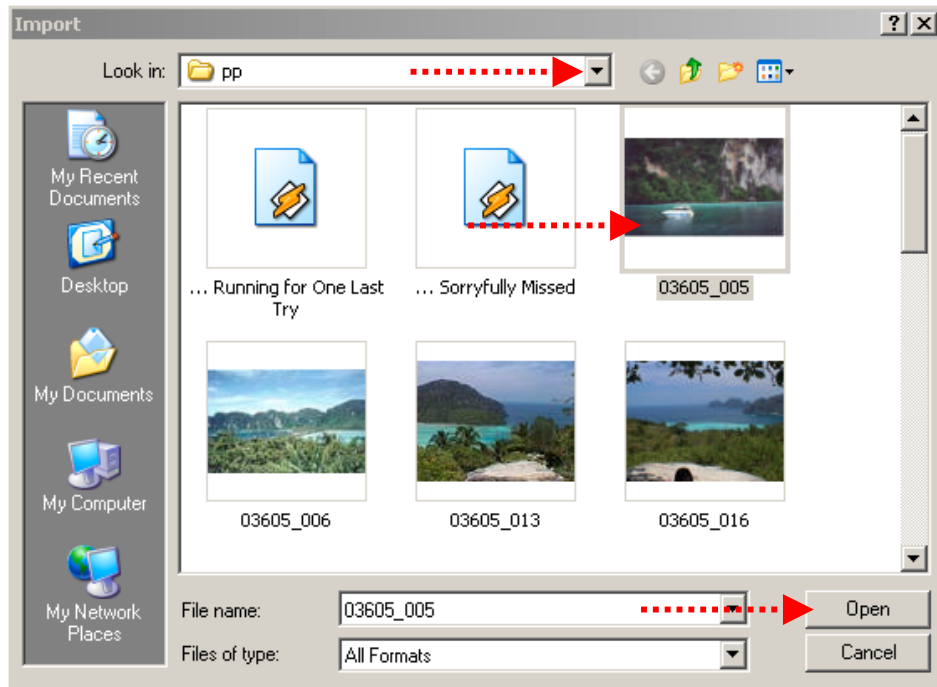 Import
Look in: pp
My Recent
Documents
Desktop
My Documents
My Computer
My Network
Places
... Running for One Last
Try
... Sorryfully Missed
03605_005
03605_006
03605_013
03605_016
File name: 03605_005 Open
Files of type: All Formats Cancel